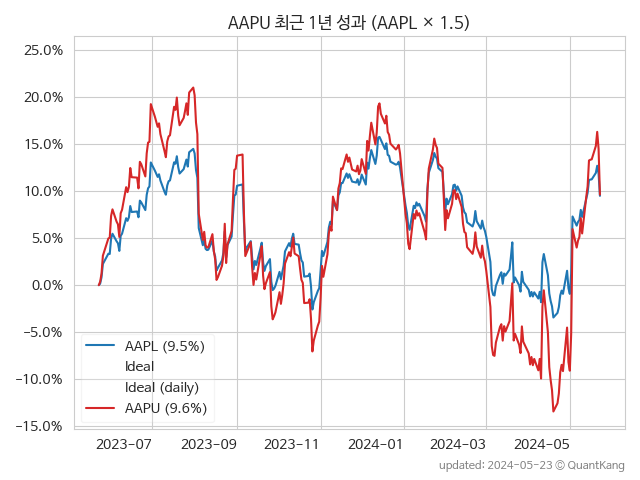 AAPU 최근 1년 성과 (AAPL × 1.5)
25.0%
20.0%
15.0%
10.0%
5.0%
0.0%
−5.0%
−10.0%
−15.0%
AAPL (9.5%)
Ideal
Ideal (daily)
AAPU (9.6%)
2023−07 2023−09 2023−11 2024−01 2024−03 2024−05
updated: 2024-05-23 © QuantKang